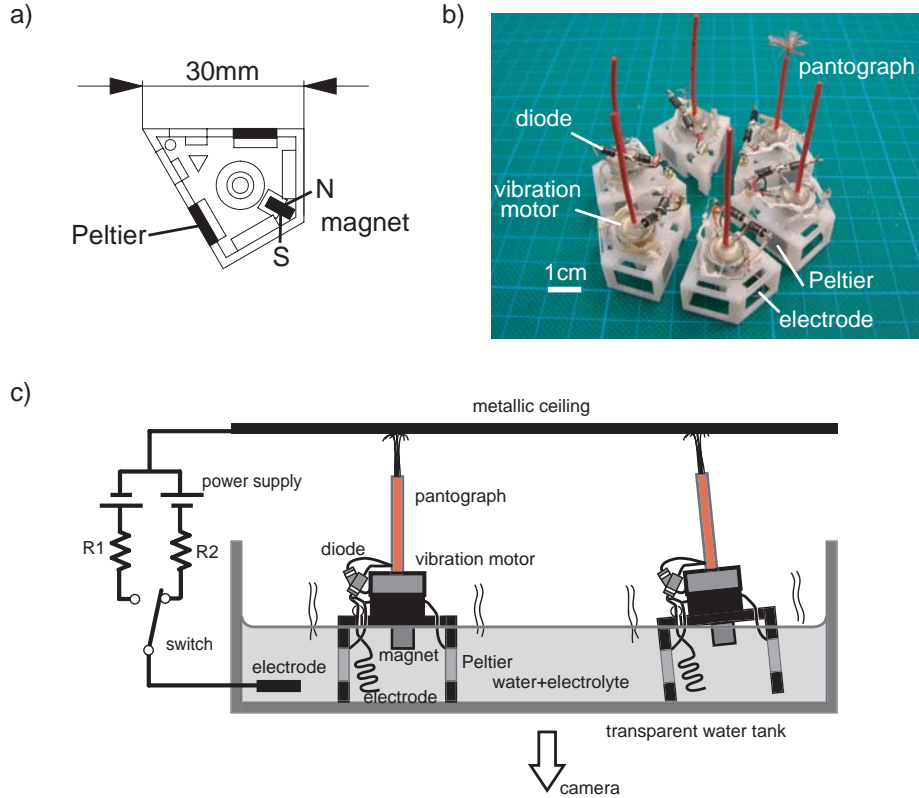 a)
30mm
N
magnet
S
Peltier
b)
pantograph
diode
vibration
motor
1cm
Peltier
electrode
c)
metallic ceiling
power supply
pantograph
R1
R2
diode
vibration motor
switch
electrode
magnet
Peltier
electrode
water+electrolyte
transparent water tank
camera